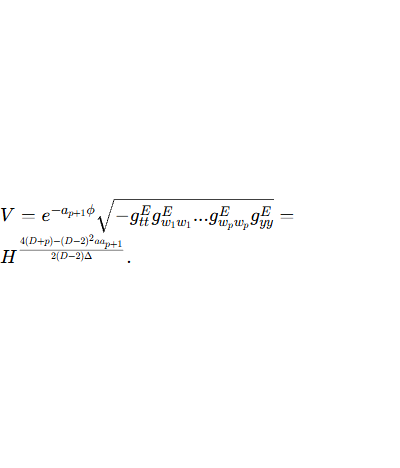 V = e^{-a_{p+1}\phi} \sqrt{-g^E_{tt} g^E_{w_1 w_1} ... g^E_{w_p w_p} g^E_{yy}} =
H^{\frac{4(D+p)-(D-2)^2 a a_{p+1}}{2(D-2)\Delta}}.